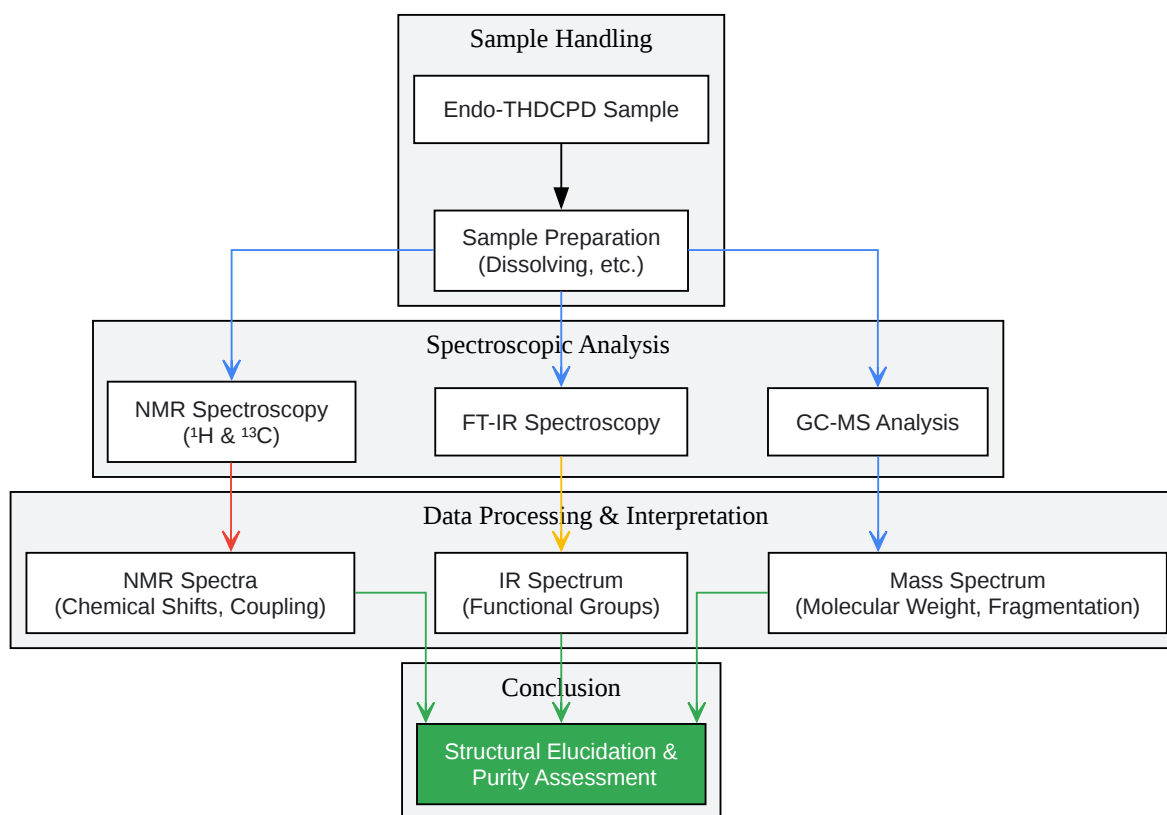 Sample Handling
Endo-THDCPD Sample
Sample Preparation
(Dissolving, etc.)
Spectroscopic Analysis
NMR Spectroscopy
(¹H & ¹³C)
FT-IR Spectroscopy
GC-MS Analysis
Data Processing & Interpretation
NMR Spectra
(Chemical Shifts, Coupling)
IR Spectrum
(Functional Groups)
Mass Spectrum
(Molecular Weight, Fragmentation)
Conclusion
Structural Elucidation &
Purity Assessment